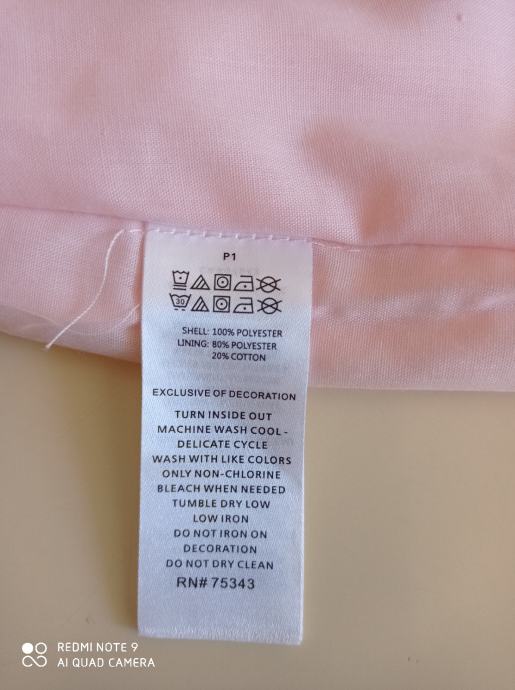 P1
30
SHELL: 100% POLYESTER
LINING: 80% POLYESTER
20% COTTON
EXCLUSIVE OF DECORATION
TURN INSIDE OUT
MACHINE WASH COOL -
DELICATE CYCLE
WASH WITH LIKE COLORS
ONLY NON-CHLORINE
BLEACH WHEN NEEDED
TUMBLE DRY LOW
LOW IRON
DO NOT IRON ON
DECORATION
DO NOT DRY CLEAN
RN# 75343
REDMI NOTE 9
AI QUAD CAMERA